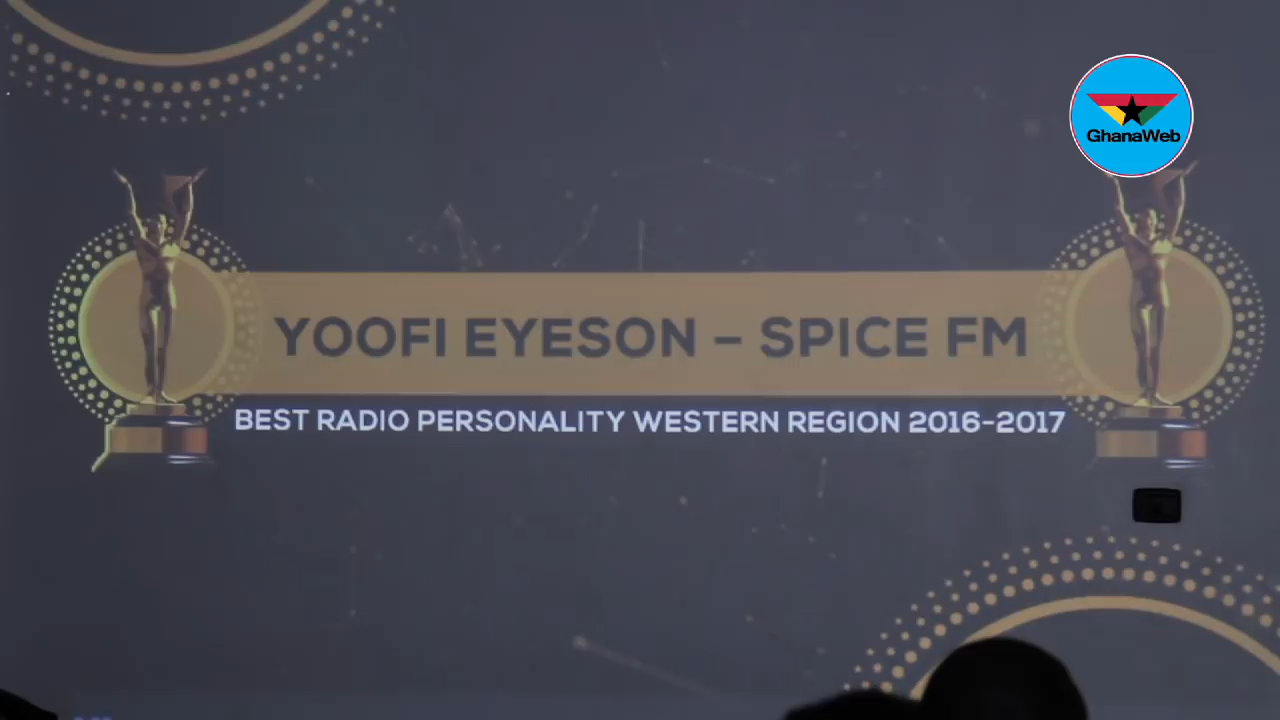 GhanaWeb
YOOFI EYESON – SPICE FM
BEST RADIO PERSONALITY WESTERN REGION 2016-2017